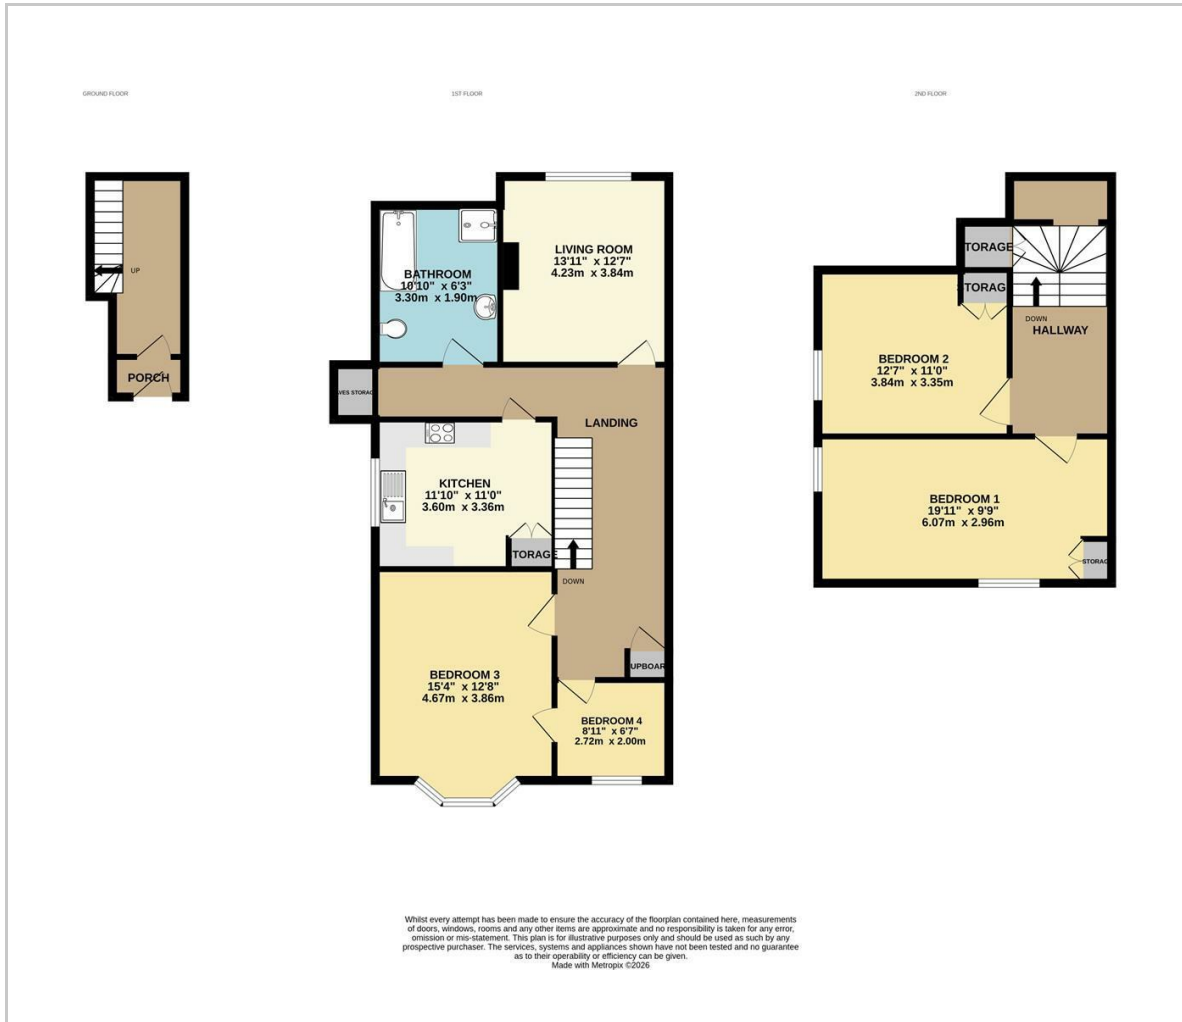 GROUND FLOOR
UP
PORCH
1ST FLOOR
LIVING ROOM
13'11" x 12'7"
4.23m x 3.84m
BATHROOM
10'10" x 6'3"
3.30m x 1.90m
VES STORAG
LANDING
KITCHEN
11'10" x 11'0"
3.60m x 3.36m
TORAGE
DOWN
BEDROOM 3
15'4" x 12'8"
4.67m x 3.86m
UPBOAR
BEDROOM 4
8'11" x 6'7"
2.72m x 2.00m
2ND FLOOR
TORAGE
TORAG
DOWN
HALLWAY
BEDROOM 2
12'7" x 11'0"
3.84m x 3.35m
BEDROOM 1
19'11" x 9'9"
6.07m x 2.96m
STORAG
Whilst every attempt has been made to ensure the accuracy of the floorplan contained here, measurements
of doors, windows, rooms and any other items are approximate and no responsibility is taken for any error,
omission or mis-statement. This plan is for illustrative purposes only and should be used as such by any
prospective purchaser. The services, systems and appliances shown have not been tested and no guarantee
as to their operability or efficiency can be given.
Made with Metropix ©2026